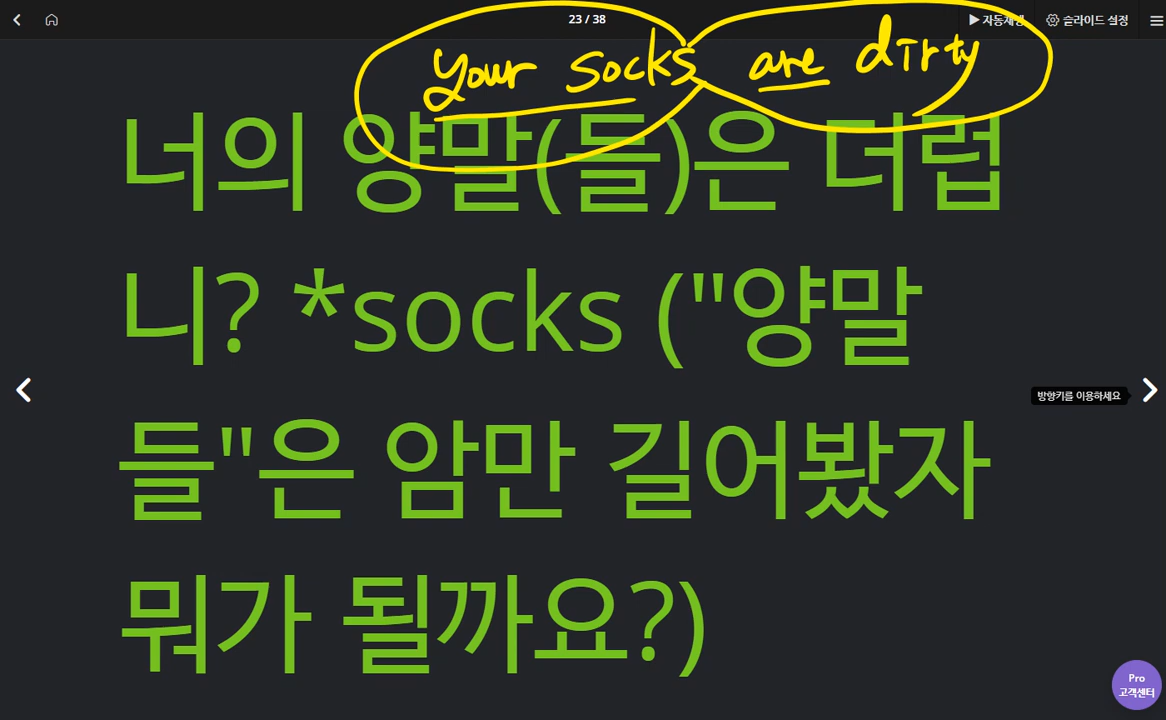 23 / 38
자동재생
슬라이드 설정
your socks are dirty
너의 양말(들)은 더럽
니? *socks ("양말
들"은 암만 길어봤자
뭐가 될까요?)
방향키를 이용하세요
Pro
고객센터